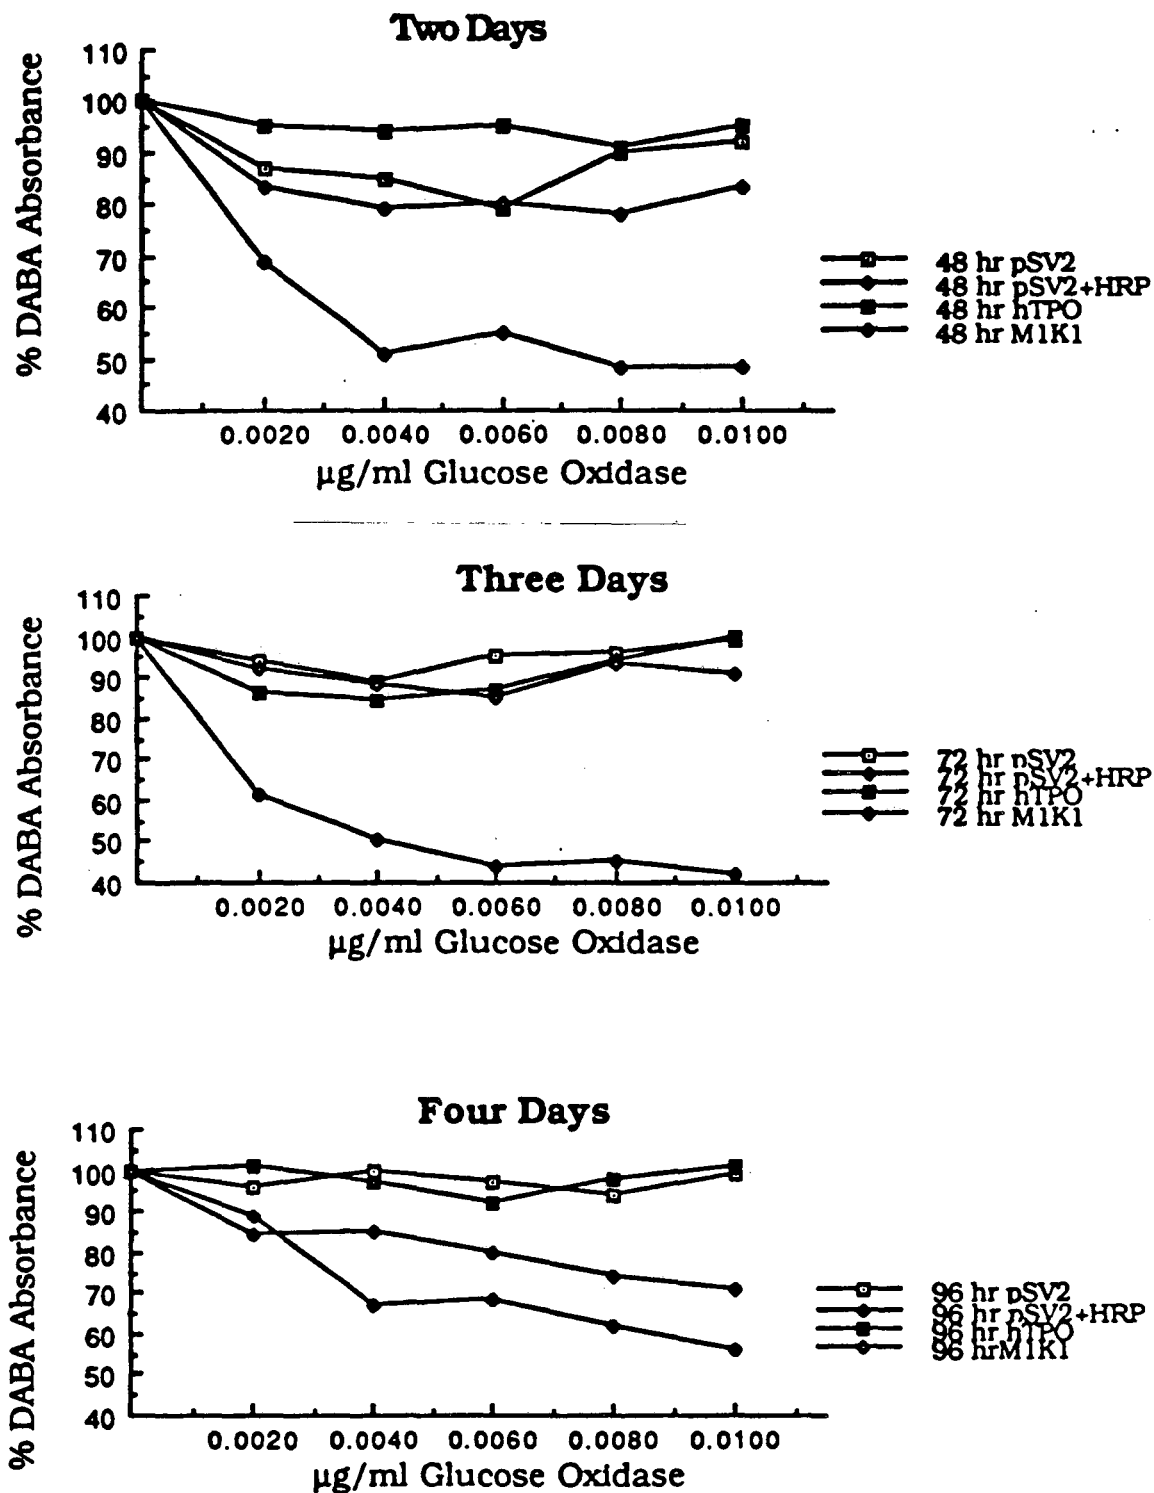 Two Days
110
100
90
80
70
60
50
40
% DABA Absorbance
0.0020 0.0040 0.0060 0.0080 0.0100
µg/ml Glucose Oxidase
48 hr pSV2
48 hr pSV2+HRP
48 hr hTPO
48 hr M1K1
Three Days
110
100
90
80
70
60
50
40
% DABA Absorbance
0.0020 0.0040 0.0060 0.0080 0.0100
µg/ml Glucose Oxidase
72 hr pSV2
72 hr pSV2+HRP
72 hr hTPO
72 hr M1K1
Four Days
110
100
90
80
70
60
50
40
% DABA Absorbance
0.0020 0.0040 0.0060 0.0080 0.0100
µg/ml Glucose Oxidase
96 hr pSV2
96 hr pSV2+HRP
96 hr hTPO
96 hrM1K1